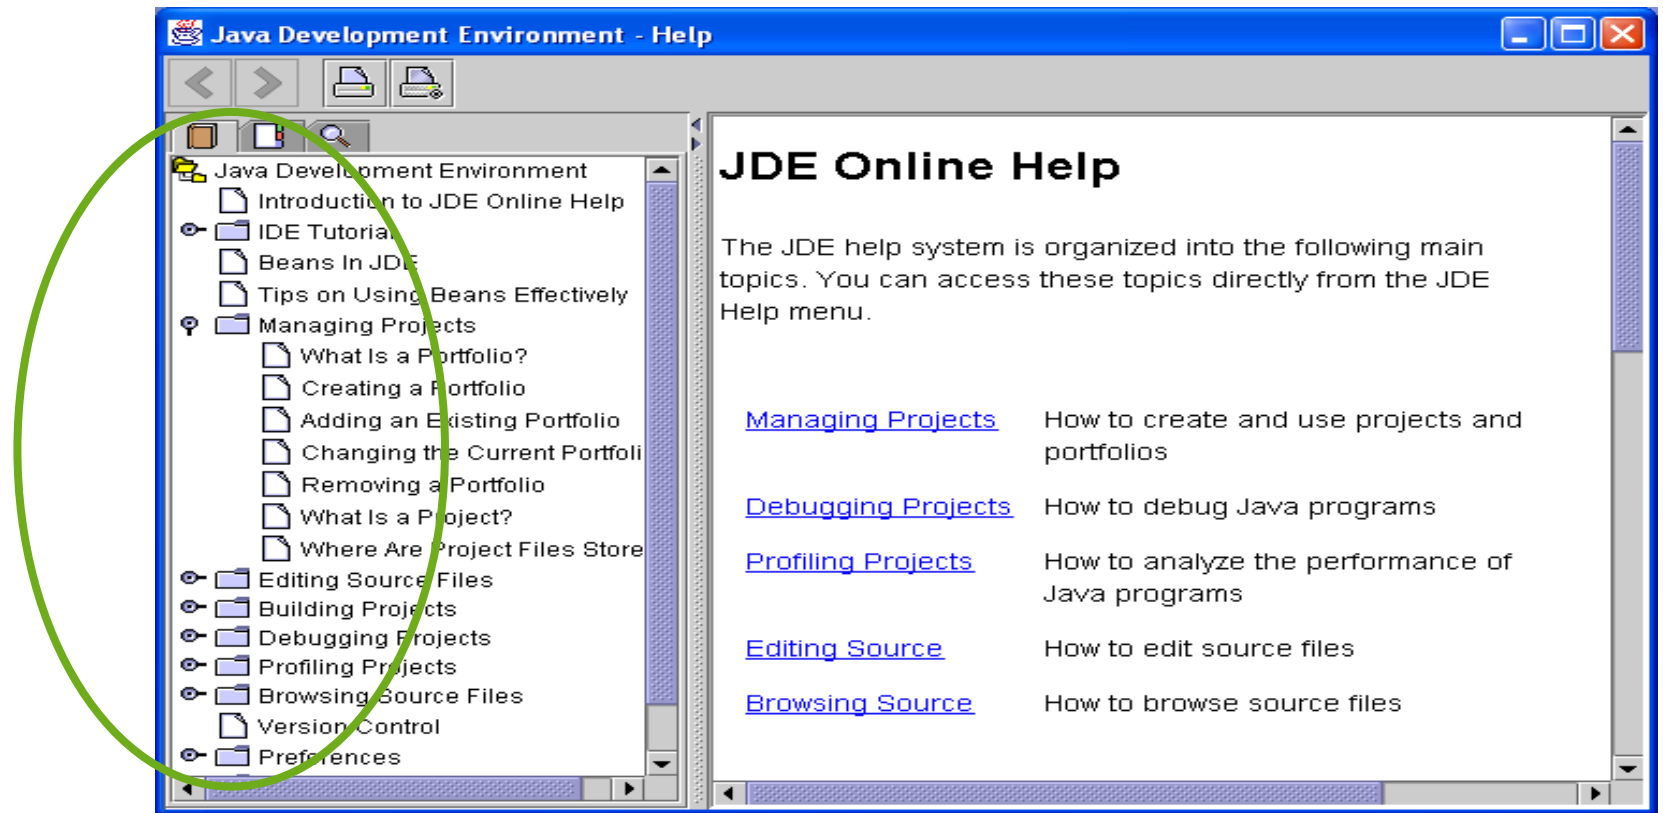 Java Development Environment - Help
Java Development Environment
Introduction to JDE Online Help
IDE Tutorial
Beans In JDE
Tips on Using Beans Effectively
Managing Projects
What Is a Portfolio?
Creating a Portfolio
Adding an Existing Portfolio
Changing the Current Portfoli
Removing a Portfolio
What Is a Project?
Where Are Project Files Store
Editing Source Files
Building Projects
Debugging Projects
Profiling Projects
Browsing Source Files
Version Control
Preferences
JDE Online Help
The JDE help system is organized into the following main
topics. You can access these topics directly from the JDE
Help menu.
Managing Projects How to create and use projects and
portfolios
Debugging Projects How to debug Java programs
Profiling Projects How to analyze the performance of
Java programs
Editing Source How to edit source files
Browsing Source How to browse source files